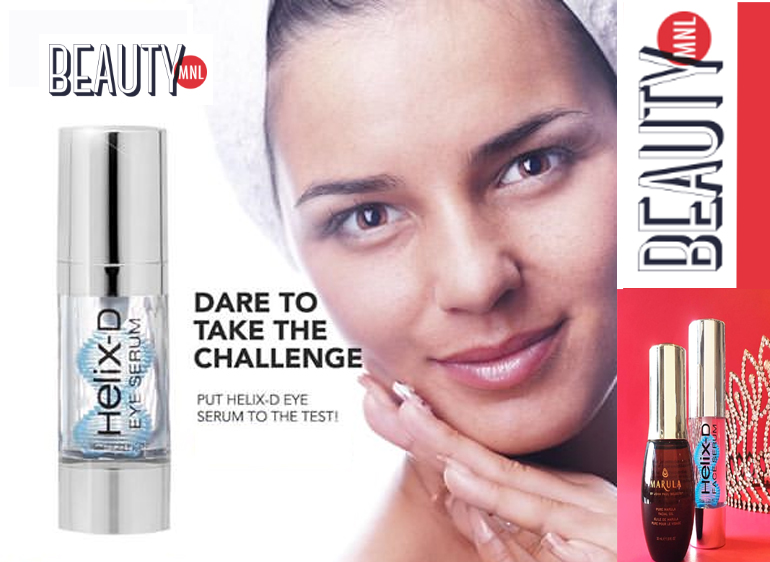 BEAUTY
MNL
Helix-D
EYE SERUM
DARE TO
TAKE THE
CHALLENGE
PUT HELIX-D EYE
SERUM TO THE TEST!
BEAUTY
MNL
MARULA
Helix-D
FACE SERUM